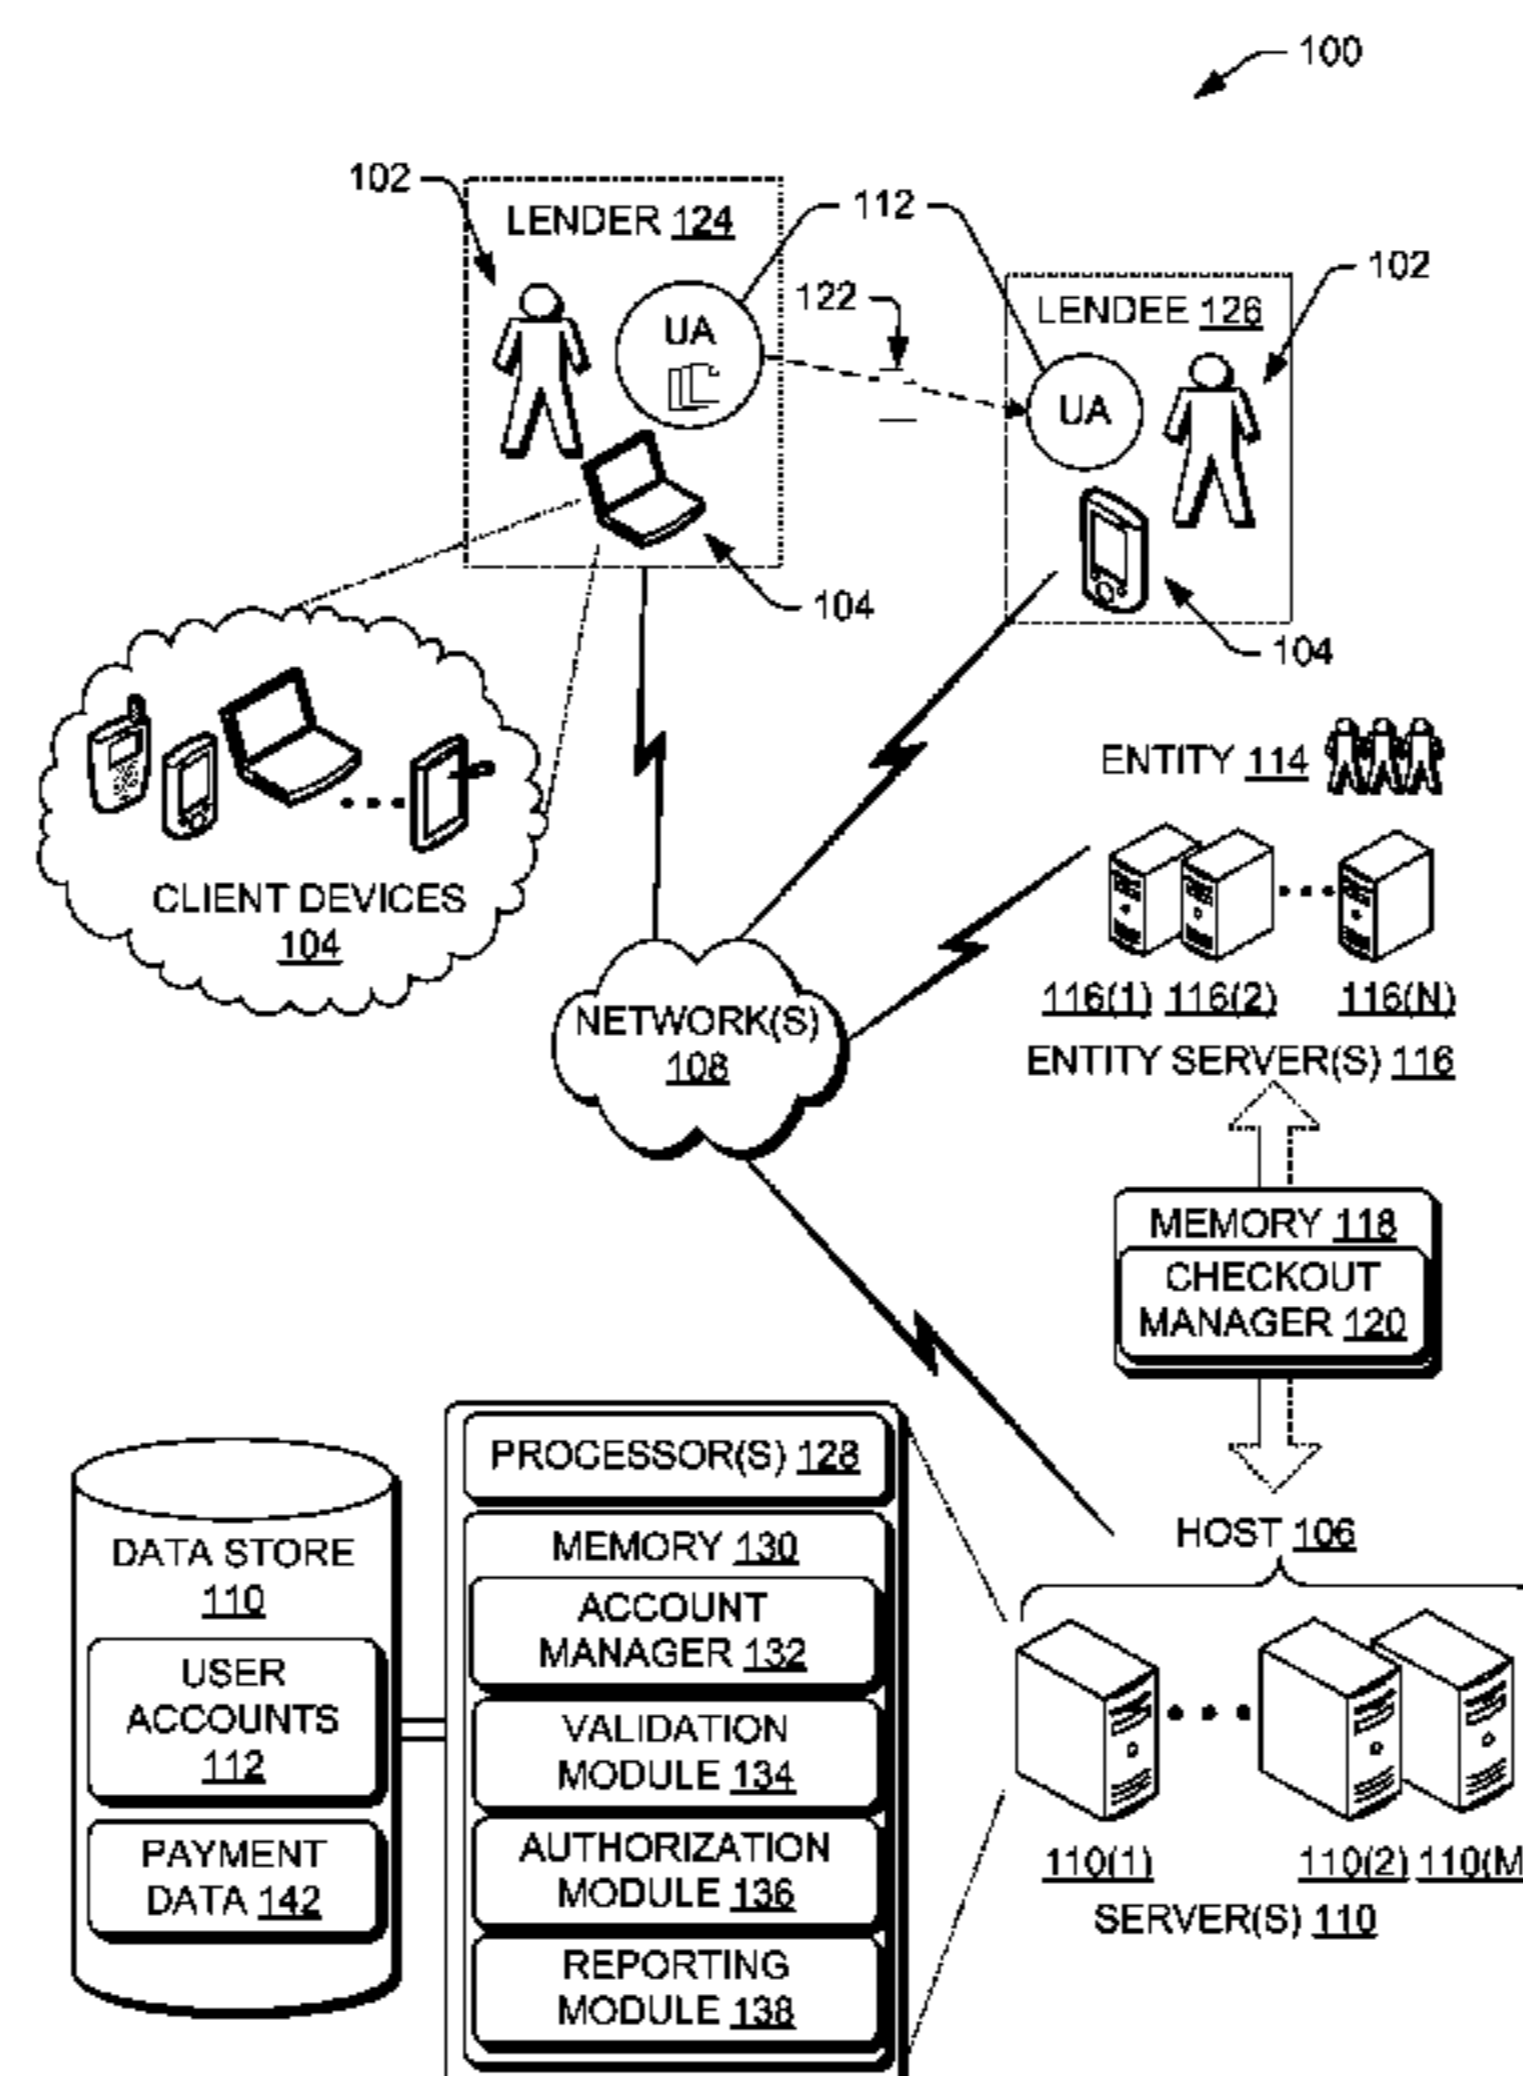 100
102
LENDER 124
112
122
102
LENDEE 126
UA
UA
104
104
CLIENT DEVICES
104
ENTITY 114
116(1) 116(2) 116(N)
ENTITY SERVER(S) 116
NETWORK(S)
108
MEMORY 118
CHECKOUT
MANAGER 120
HOST 106
DATA STORE
110
USER
ACCOUNTS
112
PAYMENT
DATA 142
PROCESSOR(S) 128
MEMORY 130
ACCOUNT
MANAGER 132
VALIDATION
MODULE 134
AUTHORIZATION
MODULE 136
REPORTING
MODULE 138
110(1) 110(2) 110(M
SERVER(S) 110